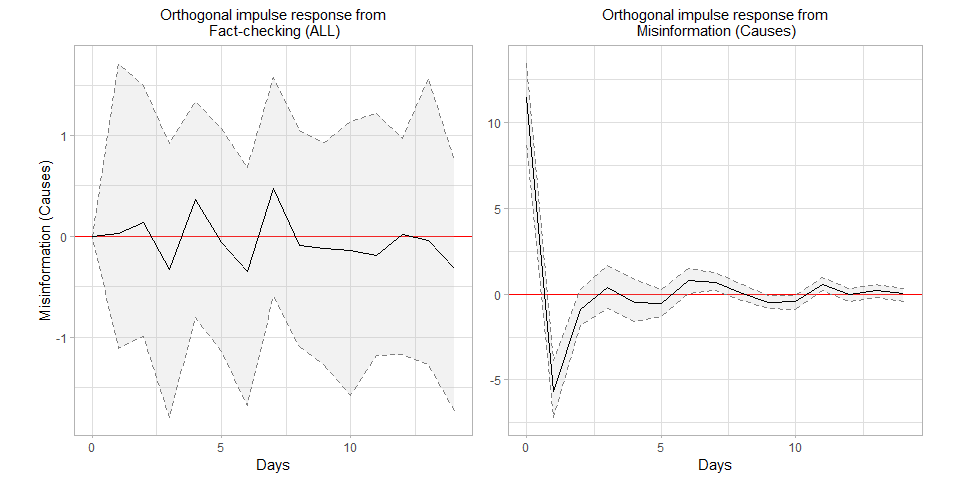 Orthogonal impulse response from
Fact-checking (ALL)
Misinformation (Causes)
1
0
-1
0
5
10
Days
Orthogonal impulse response from
Misinformation (Causes)
10
5
0
-5
0
5
10
Days